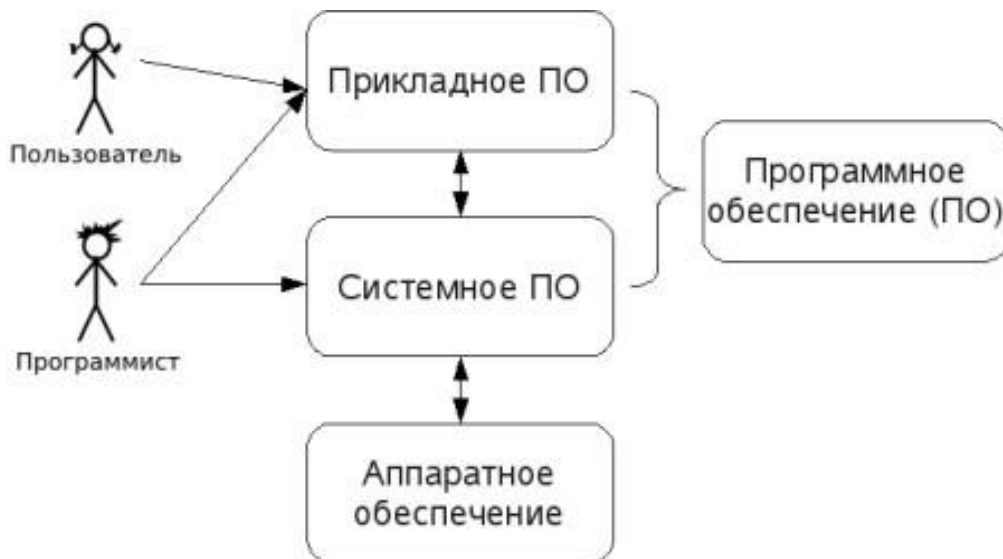 Прикладное ПО
Пользователь
Программное
обеспечение (ПО)
Системное ПО
Программист
Аппаратное
обеспечение